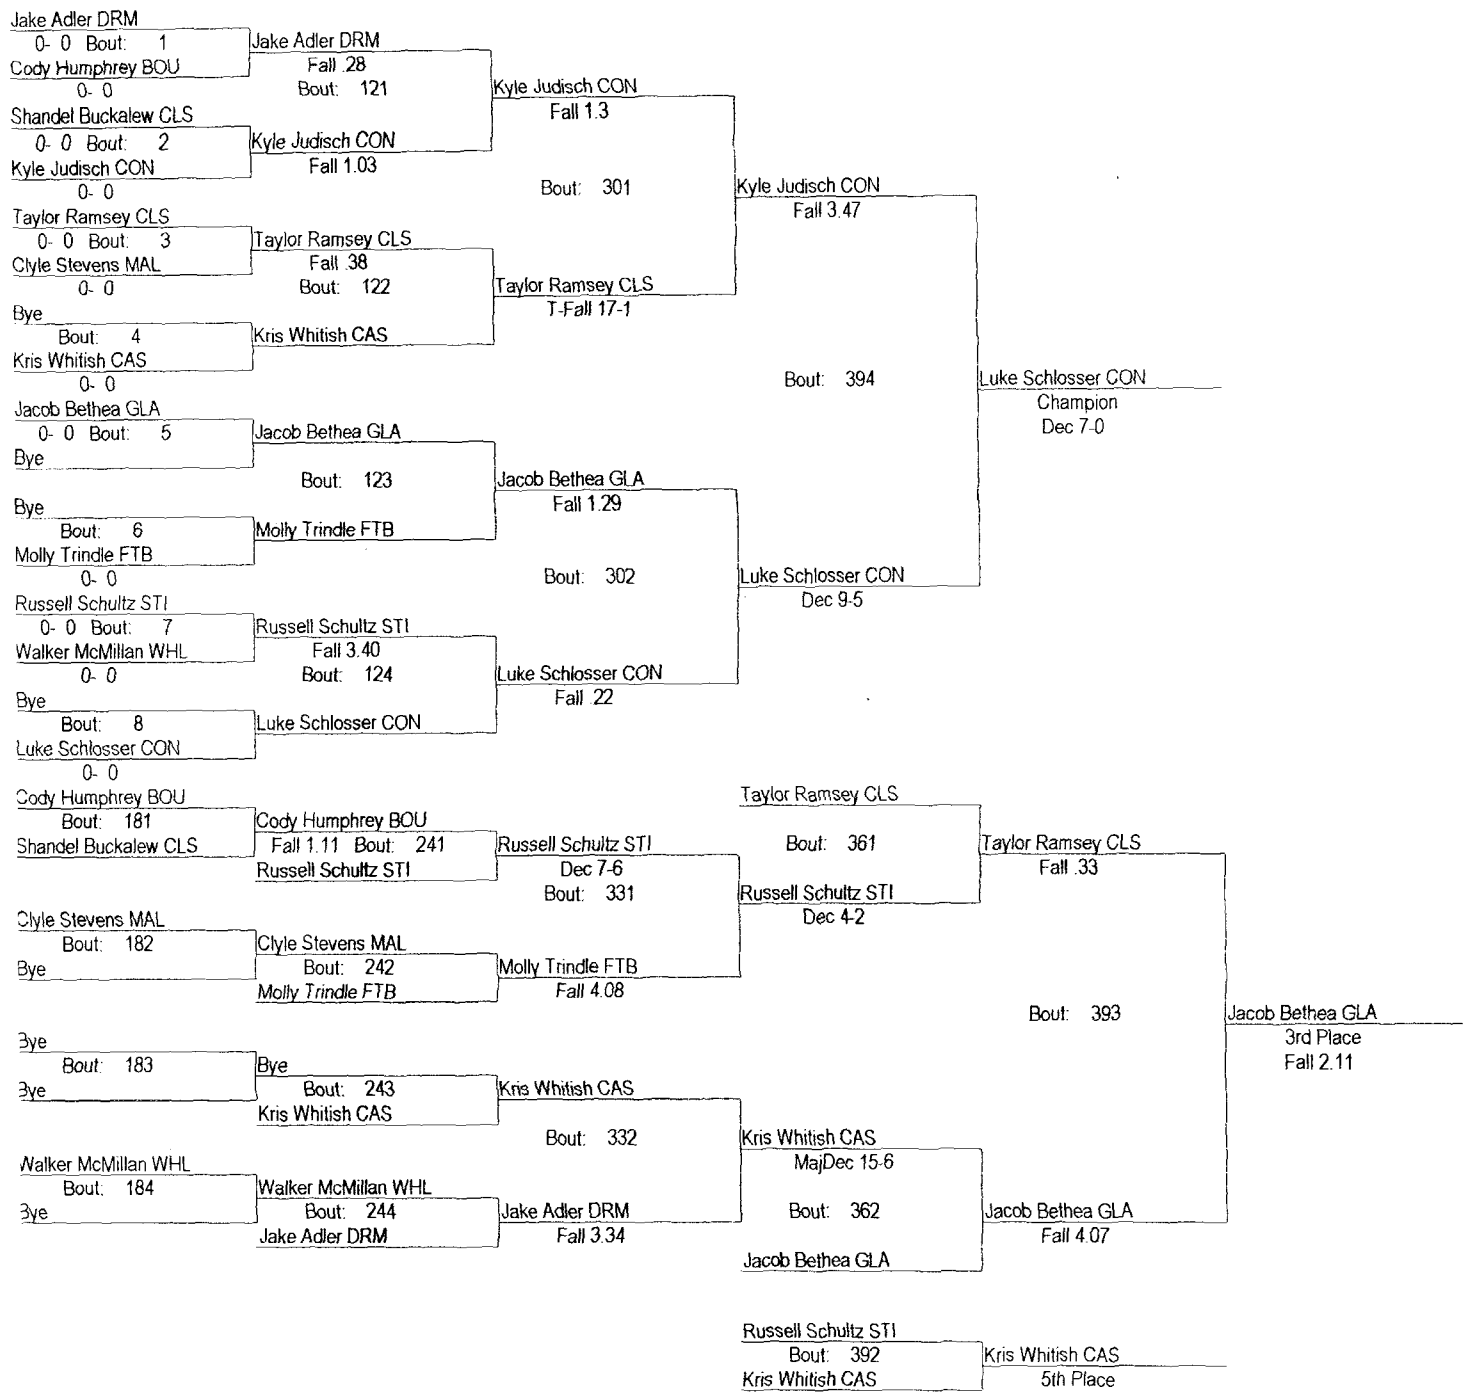 Jake Adler DRM
0- 0 Bout: 1
Cody Humphrey BOU
0- 0
Shandel Buckalew CLS
0- 0 Bout: 2
Kyle Judisch CON
0- 0
Taylor Ramsey CLS
0- 0 Bout: 3
Clyle Stevens MAL
0- 0
Bye
Bout: 4
Kris Whitish CAS
0- 0
Jacob Bethea GLA
0- 0 Bout: 5
Bye
Bye
Bout: 6
Molly Trindle FTB
0- 0
Russell Schultz STI
0- 0 Bout: 7
Walker McMillan WHL
0- 0
Bye
Bout: 8
Luke Schlosser CON
0- 0
Jake Adler DRM
Fall .28
Bout: 121
Kyle Judisch CON
Fall 1.03
Taylor Ramsey CLS
Fall .38
Bout: 122
Kris Whitish CAS
Jacob Bethea GLA
Bout: 123
Molly Trindle FTB
Russell Schultz STI
Fall 3.40
Bout: 124
Luke Schlosser CON
Kyle Judisch CON
Fall 1.3
Bout: 301
Taylor Ramsey CLS
T-Fall 17-1
Jacob Bethea GLA
Fall 1.29
Bout: 302
Luke Schlosser CON
Fall .22
Kyle Judisch CON
Fall 3.47
Bout: 394
Luke Schlosser CON
Dec 9-5
Luke Schlosser CON
Champion
Dec 7-0
Cody Humphrey BOU
Bout: 181
Shandel Buckalew CLS
Clyle Stevens MAL
Bout: 182
Bye
Bye
Bout: 183
Bye
Walker McMillan WHL
Bout: 184
Bye
Cody Humphrey BOU
Fall 1.11 Bout: 241
Russell Schultz STI
Clyle Stevens MAL
Bout: 242
Molly Trindle FTB
Bye
Bout: 243
Kris Whitish CAS
Walker McMillan WHL
Bout: 244
Jake Adler DRM
Russell Schultz STI
Dec 7-6
Bout: 331
Molly Trindle FTB
Fall 4.08
Kris Whitish CAS
Bout: 332
Jake Adler DRM
Fall 3.34
Taylor Ramsey CLS
Bout: 361
Russell Schultz STI
Dec 4-2
Kris Whitish CAS
MajDec 15-6
Bout: 362
Jacob Bethea GLA
Taylor Ramsey CLS
Fall .33
Bout: 393
Jacob Bethea GLA
Fall 4.07
Jacob Bethea GLA
3rd Place
Fall 2.11
Russell Schultz STI
Bout: 392
Kris Whitish CAS
Kris Whitish CAS
5th Place